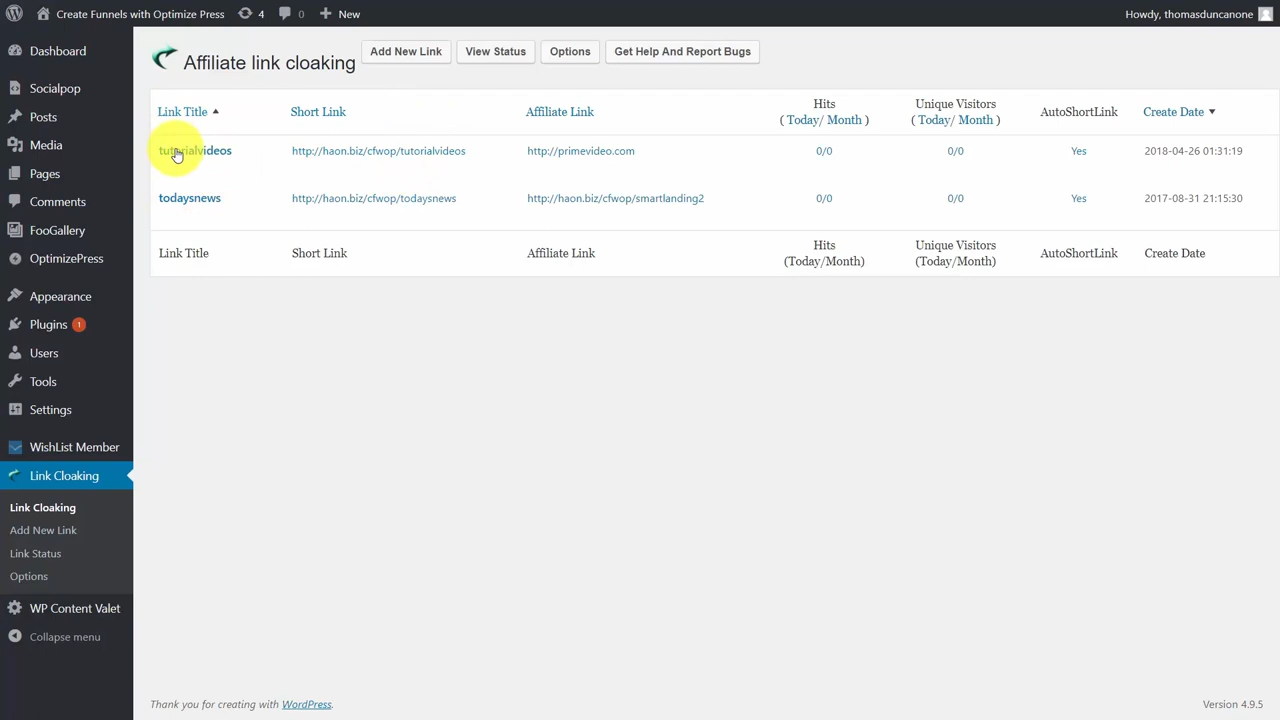 Create Funnels with Optimize Press 4 0 New Howdy, thomasduncanone
Dashboard
Socialpop
Posts
Media
Pages
Comments
FooGallery
OptimizePress
Appearance
Plugins 1
Users
Tools
Settings
WishList Member
Link Cloaking
Link Cloaking
Add New Link
Link Status
Options
WP Content Valet
Collapse menu
Affiliate link cloaking Add New Link View Status Options Get Help And Report Bugs
Link Title Short Link Affiliate Link Hits ( Today/ Month ) Unique Visitors ( Today/ Month ) AutoShortLink Create Date
tutorialvideos http://haon.biz/cfwop/tutorialvideos http://primevideo.com 0/0 0/0 Yes 2018-04-26 01:31:19
todaysnews http://haon.biz/cfwop/todaysnews http://haon.biz/cfwop/smartlanding2 0/0 0/0 Yes 2017-08-31 21:15:30
Link Title Short Link Affiliate Link Hits (Today/Month) Unique Visitors (Today/Month) AutoShortLink Create Date
Thank you for creating with WordPress. Version 4.9.5